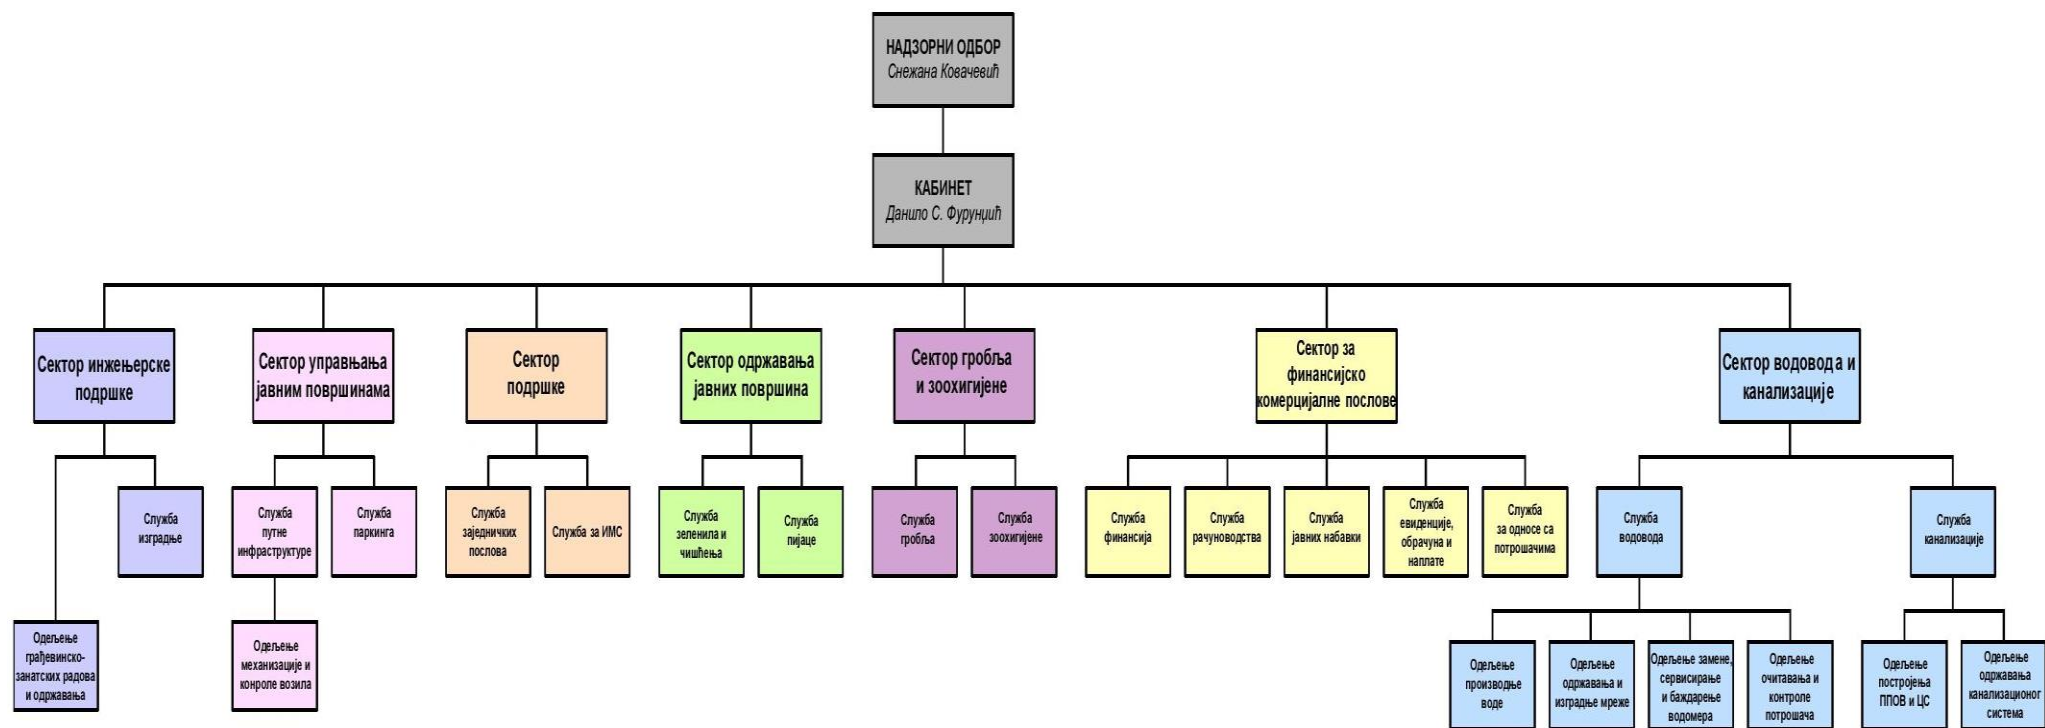 НАДЗОРНИ ОДБОР
Снежана Ковачевић
КАБИНЕТ
Данило С. Фурунџић
Сектор инжењерске
подршке
Сектор управњања
јавним површинама
Сектор
подршке
Сектор одржавања
јавних површина
Сектор гробља
и зоохигијене
Сектор за
финансијско
комерцијалне послове
Сектор водовода и
канализације
Служба
изградње
Служба
путне
инфраструктуре
Служба
паркинга
Служба
заједничких
послова
Служба за ИМС
Служба
зеленила и
чишћења
Служба
пијаце
Служба
гробља
Служба
зоохигијене
Служба
финансија
Служба
рачуноводства
Служба
јавних набавки
Служба
евиденције,
обрачуна и
наплате
Служба
за односе са
потрошачима
Служба
водовода
Служба
канализације
Одељење
грађевинско-
занатских радова
и одржавања
Одељење
механизације и
конроле возила
Одељење
производње
воде
Одељење
одржавања и
изградње мреже
Одељење замене,
сервисирање
и баждарење
водомера
Одељење
очитавања и
контроле
потрошача
Одељење
постројења
ППОВ и ЦС
Одељење
одржавања
канализационог
система